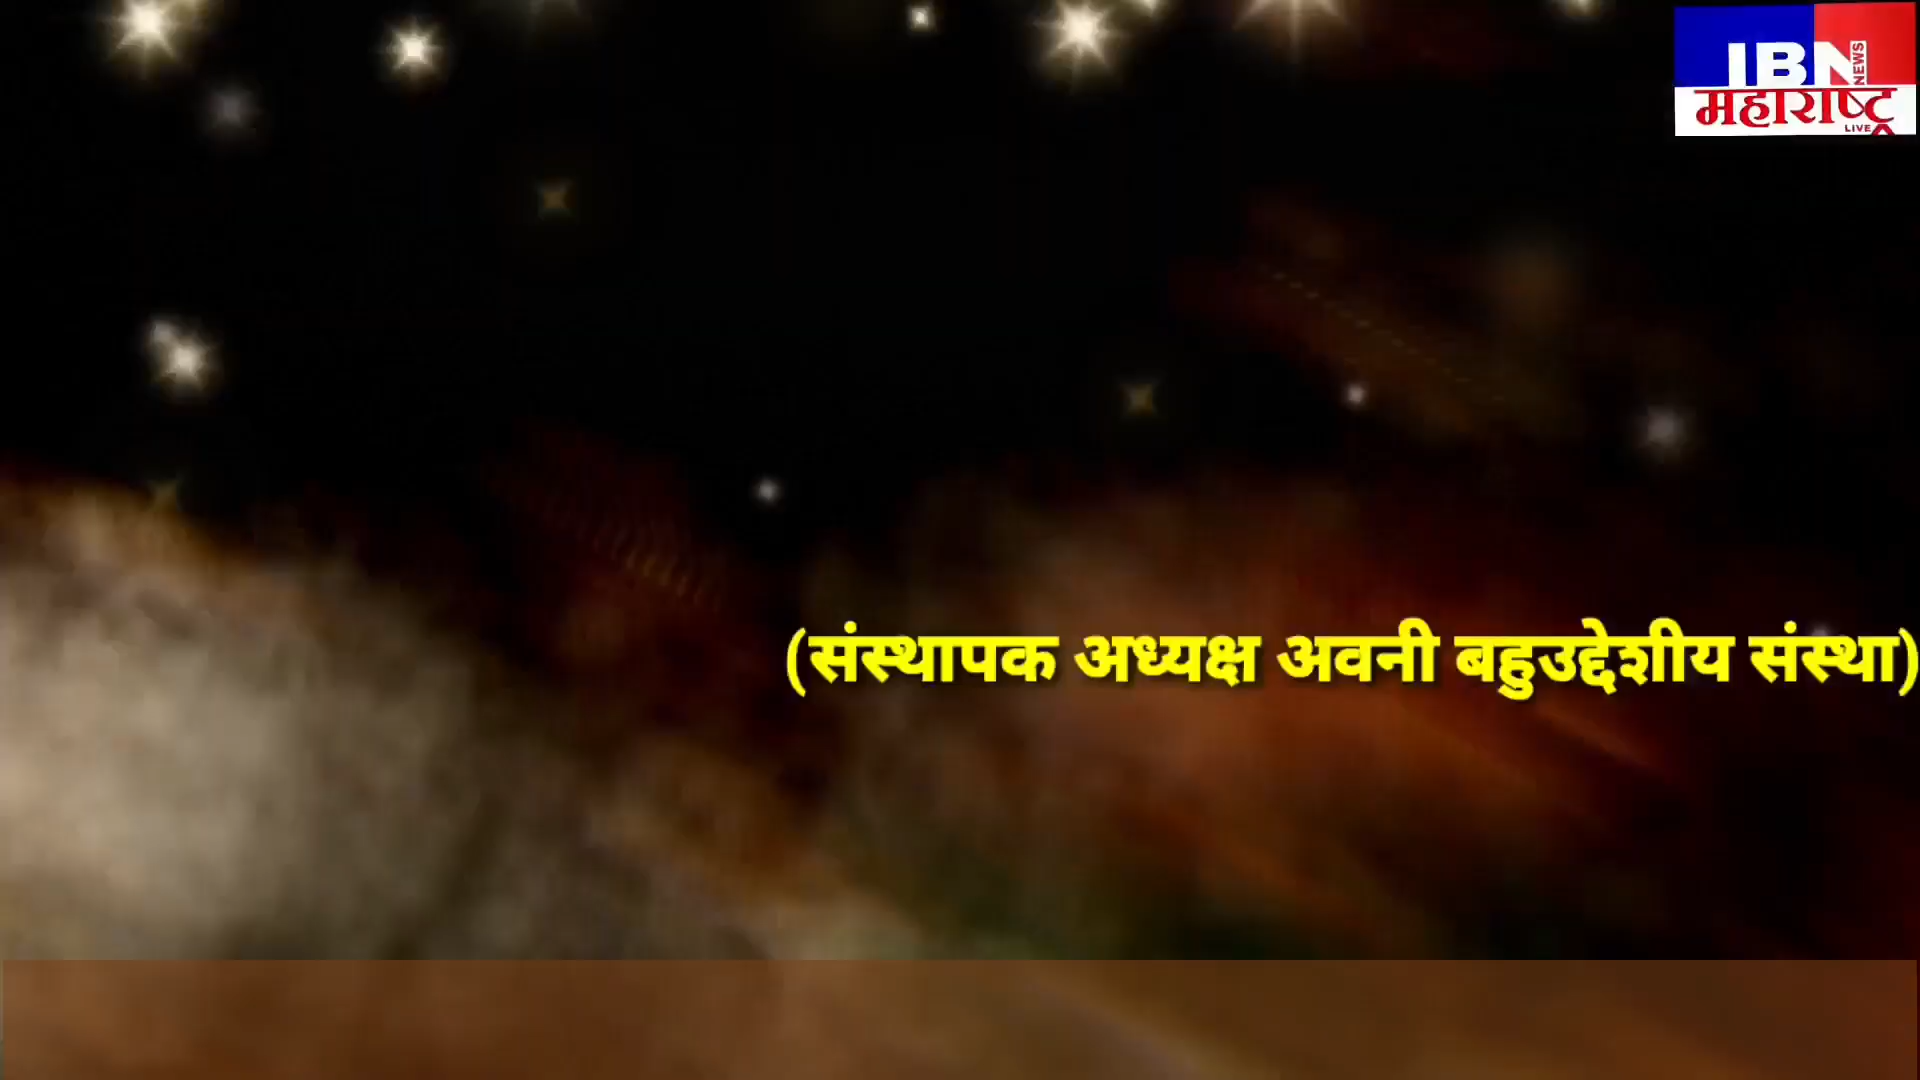 IBN NEWS
महाराष्ट्र
LIVE
(संस्थापक अध्यक्ष अवनी बहुउद्देशीय संस्था)